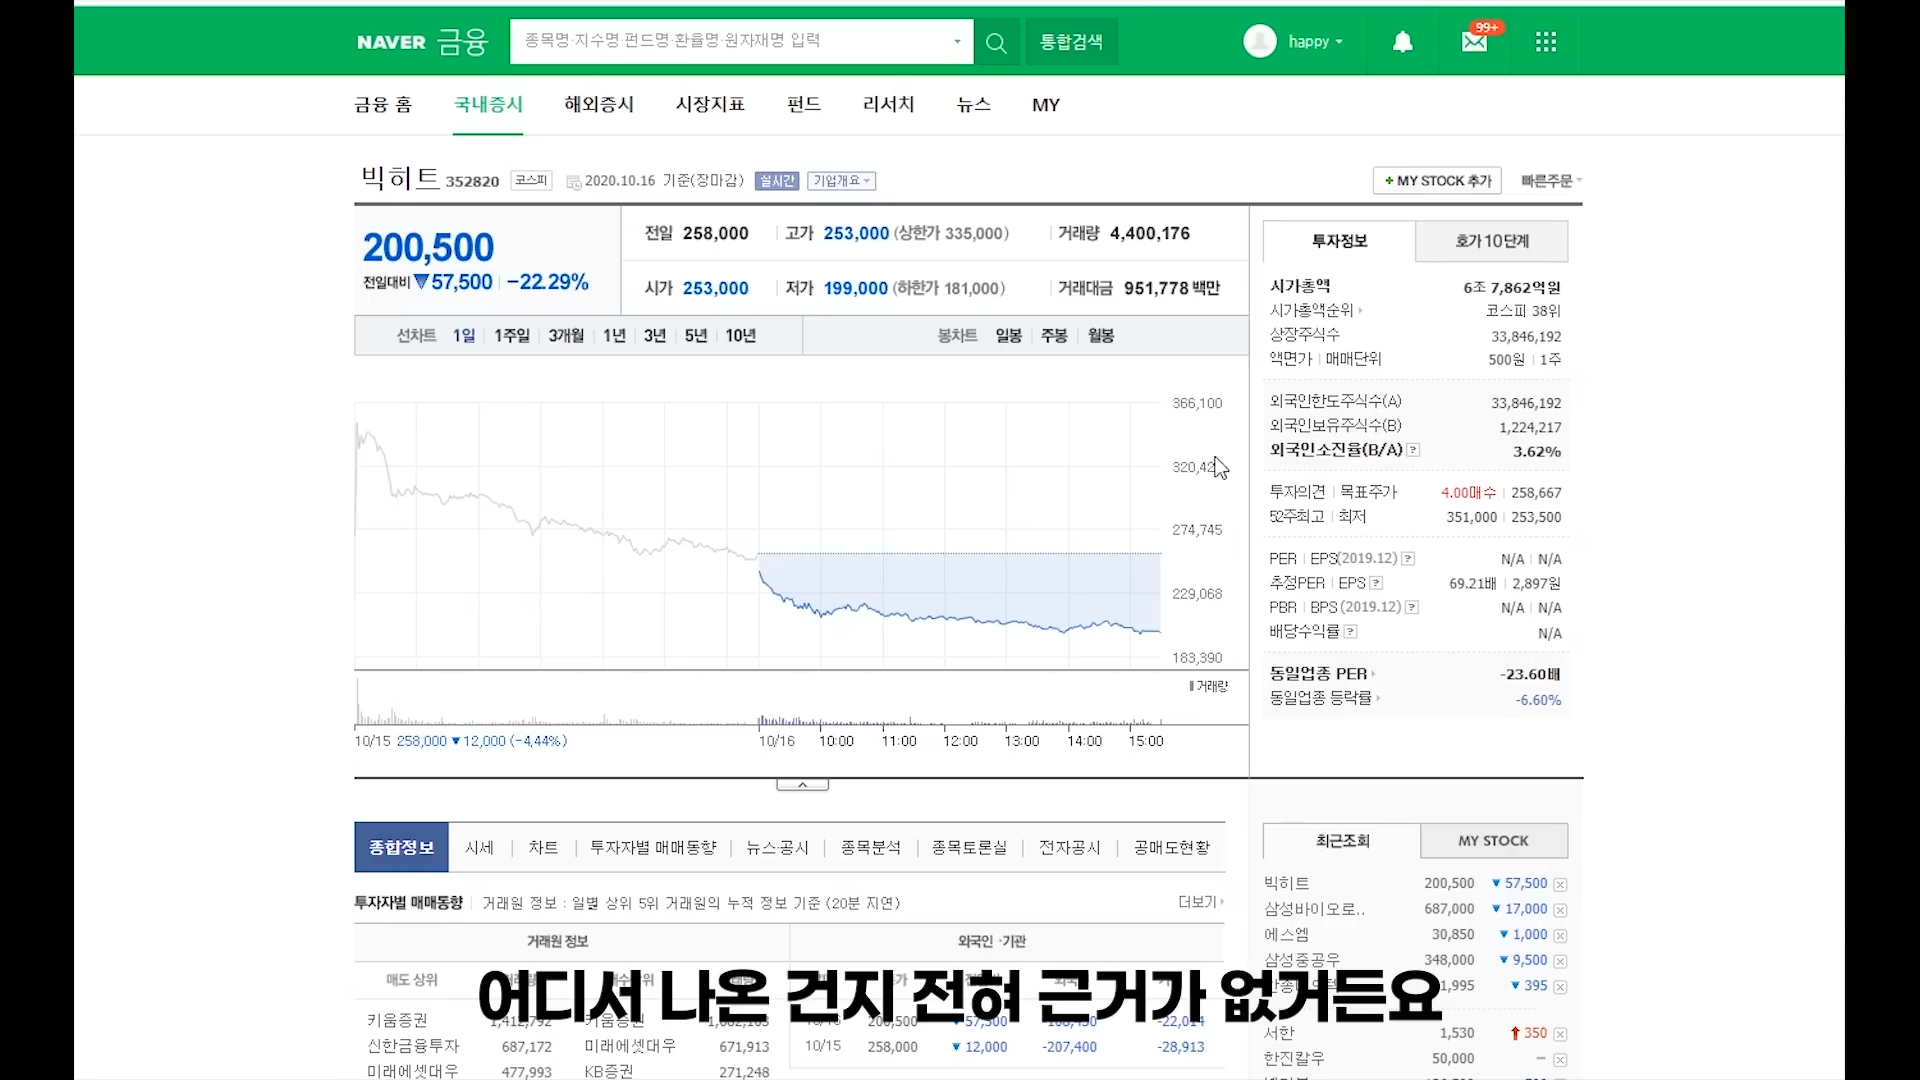 NAVER 금융 종목명·지수명·펀드명·환율명·원자재명 입력 통합검색 happy 99+
금융 홈 국내증시 해외증시 시장지표 펀드 리서치 뉴스 MY
빅히트 352820 코스피 2020.10.16 기준(장마감) 실시간 기업개요 + MY STOCK 추가 빠른주문
200,500
전일대비 ▼57,500 -22.29%
전일 258,000 고가 253,000 (상한가 335,000) 거래량 4,400,176
시가 253,000 저가 199,000 (하한가 181,000) 거래대금 951,778 백만
선차트 1일 1주일 3개월 1년 3년 5년 10년 봉차트 일봉 주봉 월봉
366,100
274,745
229,068
183,390
거래량
10/15 258,000 ▼12,000 (-4.44%) 10/16 10:00 11:00 12:00 13:00 14:00 15:00
투자정보 호가10단계
시가총액 6조 7,862억원
시가총액순위 코스피 38위
상장주식수 33,846,192
액면가 매매단위 500원 1주
외국인한도주식수(A) 33,846,192
외국인보유주식수(B) 1,224,217
외국인소진율(B/A) ? 3.62%
투자의견 목표주가 4.00매수 258,667
52주최고 최저 351,000 253,500
PER EPS(2019.12) ? N/A N/A
추정PER EPS ? 69.21배 2,897원
PBR BPS (2019.12) ? N/A N/A
배당수익률 ? N/A
동일업종 PER -23.60배
동일업종 등락률 -6.60%
종합정보 시세 차트 투자자별 매매동향 뉴스·공시 종목분석 종목토론실 전자공시 공매도현황
투자자별 매매동향 거래원 정보 : 일별 상위 5위 거래원의 누적 정보 기준 (20분 지연) 더보기
거래원 정보 외국인·기관
매도 상위
어디서 나온 건지 전혀 근거가 없거든요
키움증권 1,412,792 키움증권 200,500 57,500 -22,014
신한금융투자 687,172 미래에셋대우 671,913 10/15 258,000 ▼ 12,000 -207,400 -28,913
미래에셋대우 477,993 KB증권 271,248
최근조회 MY STOCK
빅히트 200,500 ▼ 57,500
삼성바이오로.. 687,000 ▼ 17,000
에스엠 30,850 ▼ 1,000
삼성중공우 348,000 ▼ 9,500
▼ 395
서한 1,530 350
한진칼우 50,000 –